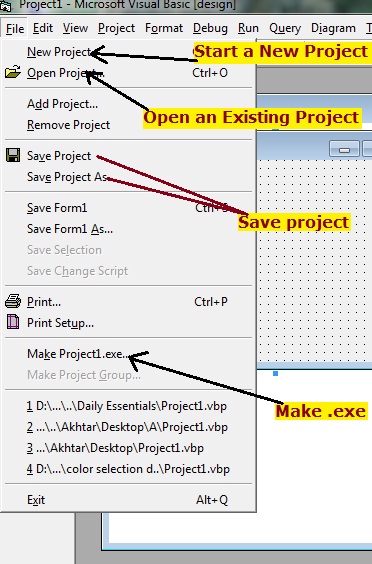 Project1 - Microsoft Visual Basic [design]
File Edit View Project Format Debug Run Query Diagram T
New Project
Start a New Project
Open Project... Ctrl+O
Add Project...
Open an Existing Project
Remove Project
Save Project
Save Project As...
Save Form1 Ctrl+S
Save project
Save Form1 As...
Save Selection
Save Change Script
Print... Ctrl+P
Print Setup...
Make Project1.exe...
Make Project Group...
1 D:\...\..\Daily Essentials\Project1.vbp
Make .exe
2 ...\..\Akhtar\Desktop\A\Project1.vbp
3 ...\Akhtar\Desktop\Project1.vbp
4 D:\...\color selection d..\Project1.vbp
Exit Alt+Q